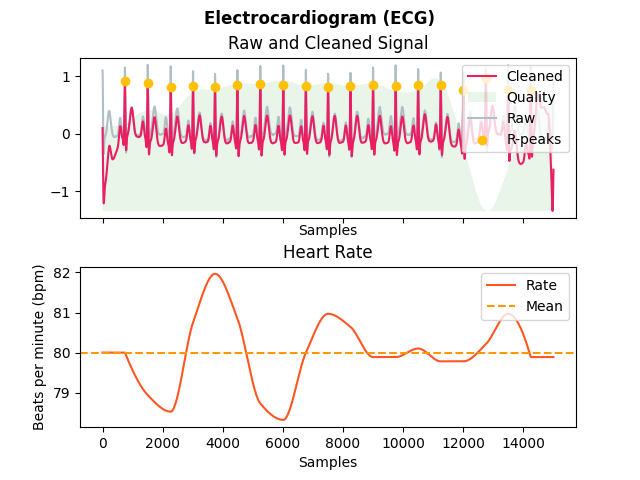 Electrocardiogram (ECG)
Raw and Cleaned Signal
1
0
−1
Cleaned
Quality
Raw
R-peaks
Samples
Heart Rate
82
81
80
79
Beats per minute (bpm)
Rate
Mean
0 2000 4000 6000 8000 10000 12000 14000
Samples